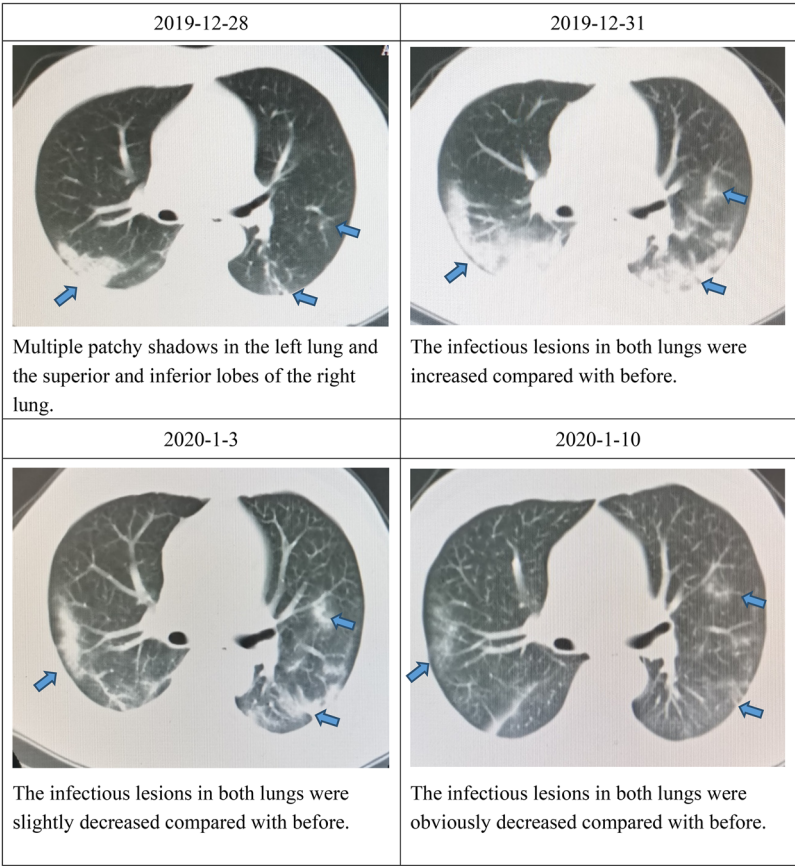 2019-12-28
2019-12-31
Multiple patchy shadows in the left lung and
the superior and inferior lobes of the right
lung.
The infectious lesions in both lungs were
increased compared with before.
2020-1-3
2020-1-10
The infectious lesions in both lungs were
slightly decreased compared with before.
The infectious lesions in both lungs were
obviously decreased compared with before.